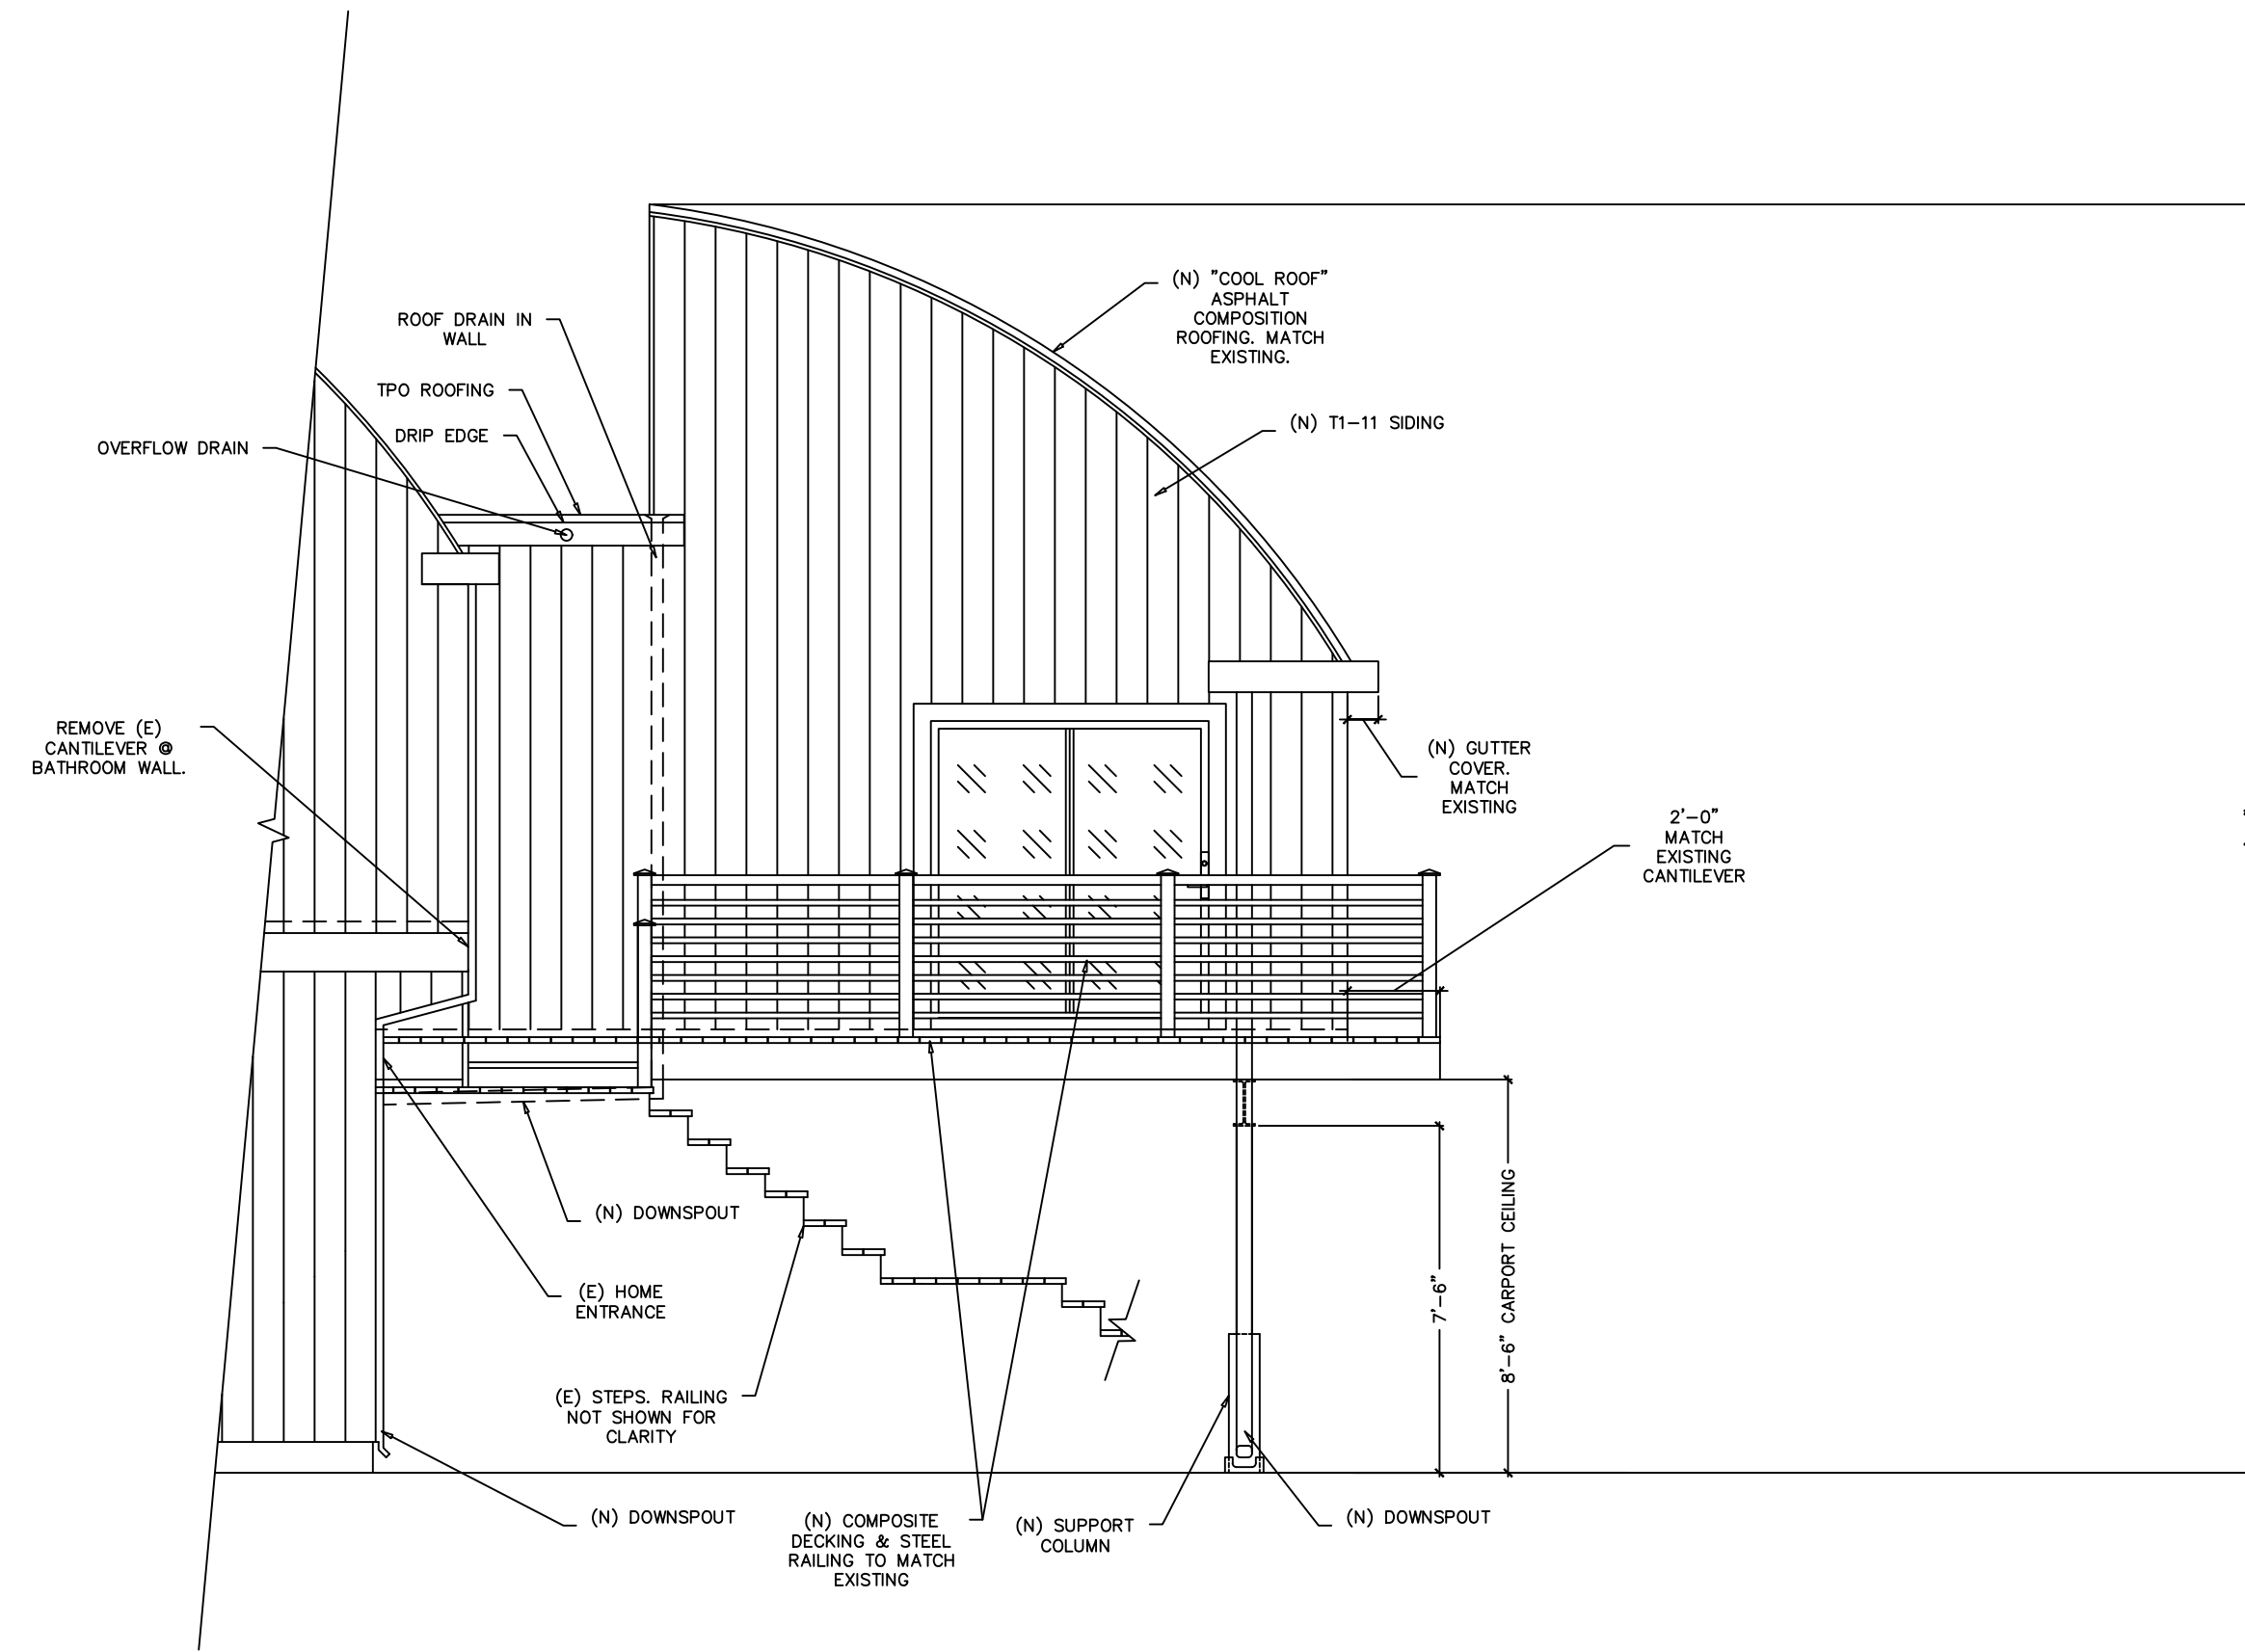 (N) "COOL ROOF"
ASPHALT
COMPOSITION
ROOFING. MATCH
EXISTING.
ROOF DRAIN IN
WALL
TPO ROOFING
DRIP EDGE
OVERFLOW DRAIN
(N) T1-11 SIDING
REMOVE (E)
CANTILEVER @
BATHROOM WALL.
(N) GUTTER
COVER.
MATCH
EXISTING
2'-0"
MATCH
EXISTING
CANTILEVER
(N) DOWNSPOUT
(E) HOME
ENTRANCE
7'-6"
8'-6" CARPORT CEILING
(E) STEPS. RAILING
NOT SHOWN FOR
CLARITY
(N) DOWNSPOUT
(N) COMPOSITE
DECKING & STEEL
RAILING TO MATCH
EXISTING
(N) SUPPORT
COLUMN
(N) DOWNSPOUT